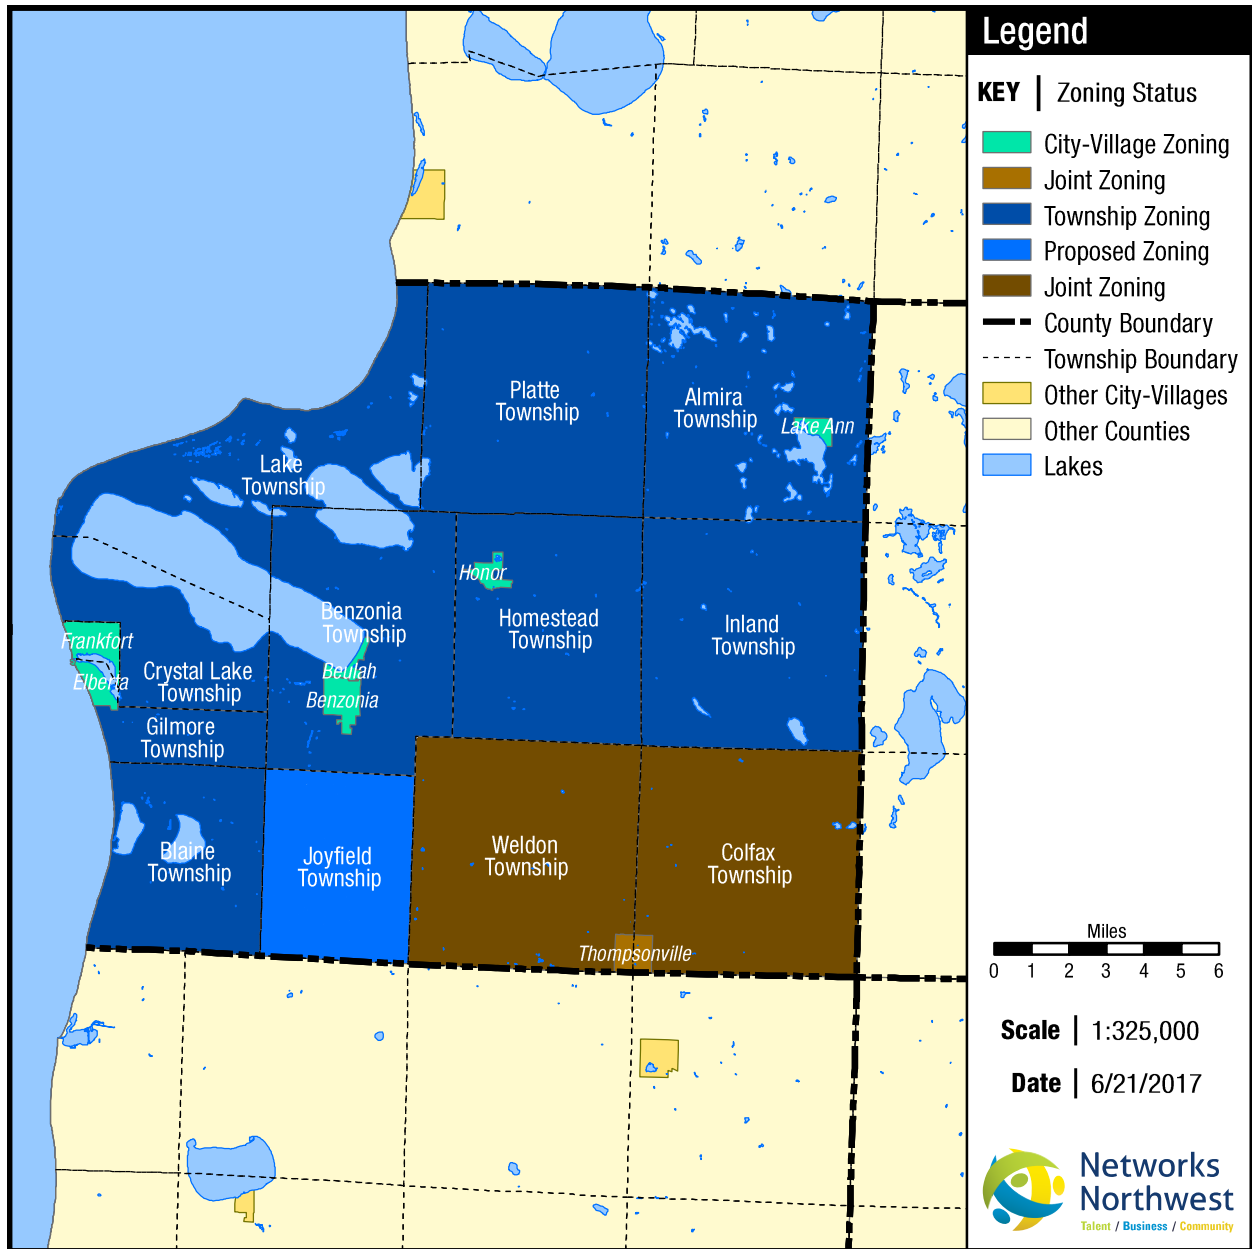 Legend
KEY | Zoning Status
City-Village Zoning
Joint Zoning
Township Zoning
Proposed Zoning
Joint Zoning
County Boundary
Township Boundary
Other City-Villages
Other Counties
Lakes
Platte
Township
Almira
Township
Lake Ann
Lake
Township
Honor
Benzonia
Township
Homestead
Township
Inland
Township
Frankfort
Elberta
Crystal Lake
Township
Beulah
Benzonia
Gilmore
Township
Blaine
Township
Joyfield
Township
Weldon
Township
Colfax
Township
Thompsonville
Miles
0 1 2 3 4 5 6
Scale | 1:325,000
Date | 6/21/2017
Networks
Northwest
Talent / Business / Community